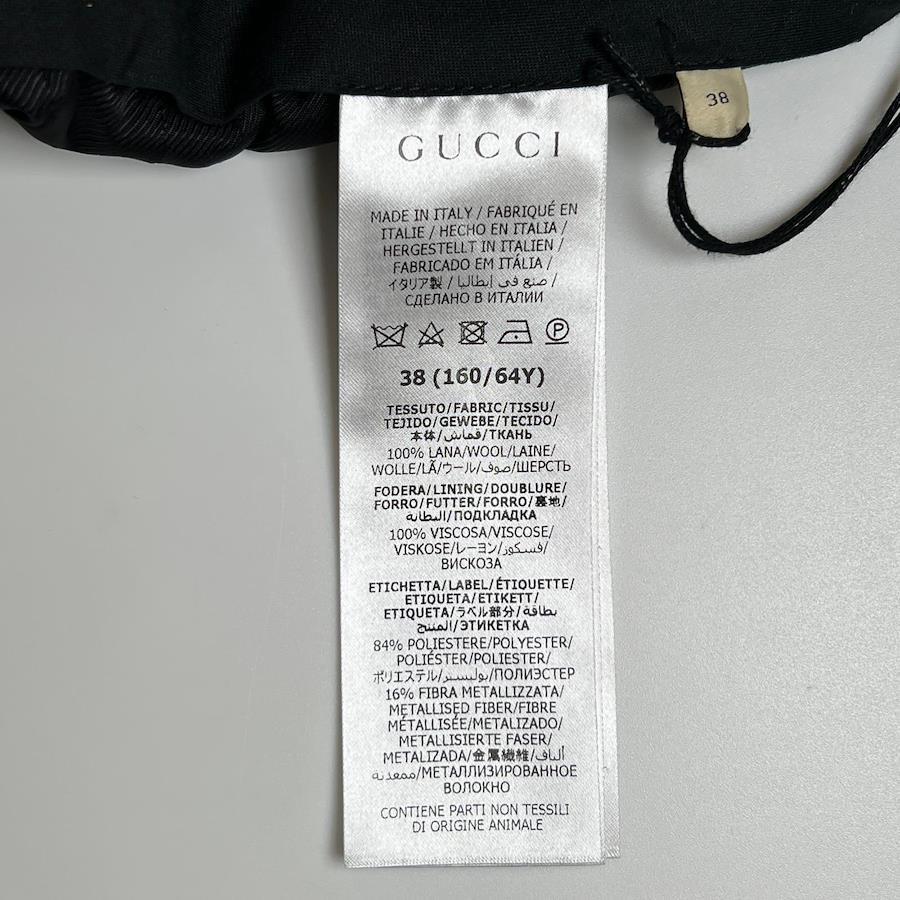 38
GUCCI
MADE IN ITALY / FABRIQUÉ EN
ITALIE / HECHO EN ITALIA /
HERGESTELLT IN ITALIEN /
FABRICADO EM ITÁLIA /
イタリア製 / صنع في إيطاليا /
СДЕЛАНО В ИТАЛИИ
P
38 (160/64Y)
TESSUTO/FABRIC/TISSU/
TEJIDO/GEWEBE/TECIDO/
本体/قماش/ТКАНЬ
100% LANA/WOOL/LAINE/
WOLLE/LÃ/ウール/صوف/ШЕРСТЬ
FODERA/LINING/DOUBLURE/
FORRO/FUTTER/FORRO/裏地/
البطانة/ПОДКЛАДКА
100% VISCOSA/VISCOSE/
VISKOSE/レーヨン/فسكوز/
ВИСКОЗА
ETICHETTA/LABEL/ÉTIQUETTE/
ETIQUETA/ETIKETT/
ETIQUETA/ラベル部分/بطاقة
المنتج/ЭТИКЕТКА
84% POLIESTERE/POLYESTER/
POLIÉSTER/POLIESTER/
ポリエステル/بوليستر/ПОЛИЭСТЕР
16% FIBRA METALLIZZATA/
METALLISED FIBER/FIBRE
MÉTALLISÉE/METALIZADO/
METALLISIERTE FASER/
METALIZADA/金属繊維/ألياف
ممعدنة/МЕТАЛЛИЗИРОВАННОЕ
ВОЛОКНО
CONTIENE PARTI NON TESSILI
DI ORIGINE ANIMALE